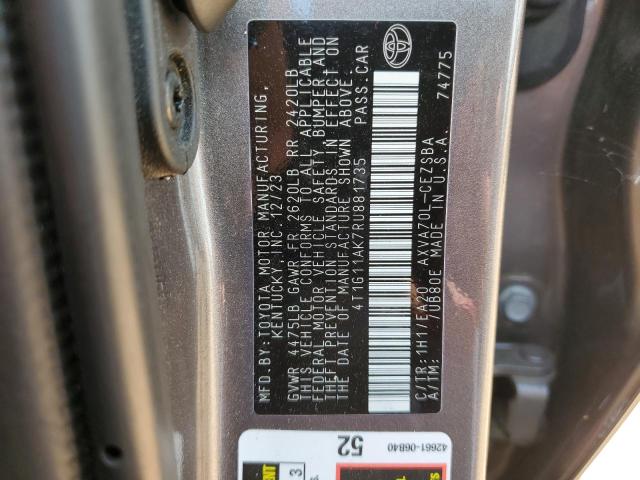 MFD.BY:TOYOTA MOTOR MANUFACTURING,
KENTUCKY,INC 12/23
GVWR 4475LB GAWR FR 2620LB RR 2420LB
THIS VEHICLE CONFORMS TO ALL APPLICABLE
FEDERAL MOTOR VEHICLE SAFETY, BUMPER, AND
THEFT PREVENTION STANDARDS IN EFFECT ON
THE DATE OF MANUFACTURE SHOWN ABOVE.
4T1G11AK7RU881735 PASS.CAR
C/TR:1H1/EA20 AXVA70L-CEZSBA
A/TM: /UB80E MADE IN U.S.A.
74775
52
42661-06B40
3